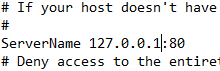 # If your host doesn't have
#
ServerName 127.0.0.1:80
# Deny access to the entire